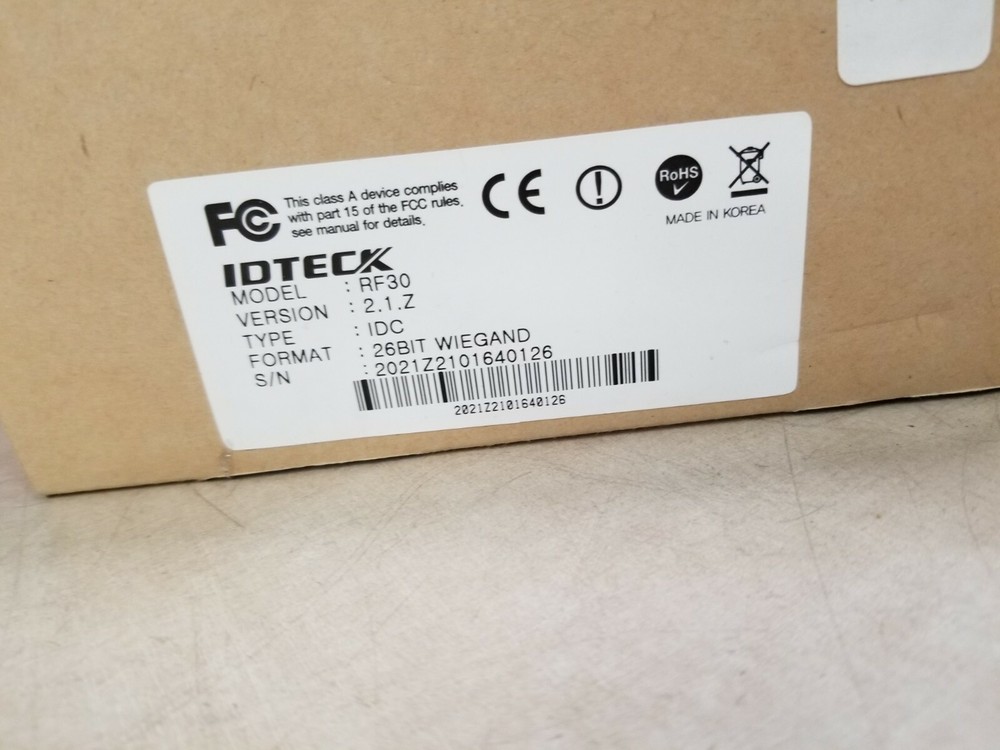 FC This class A device complies
with part 15 of the FCC rules.
see manual for details.
CE
RoHS
MADE IN KOREA
IDTECK
MODEL : RF30
VERSION : 2.1.Z
TYPE : IDC
FORMAT : 26BIT WIEGAND
S/N : 2021Z2101640126
2021Z2101640126